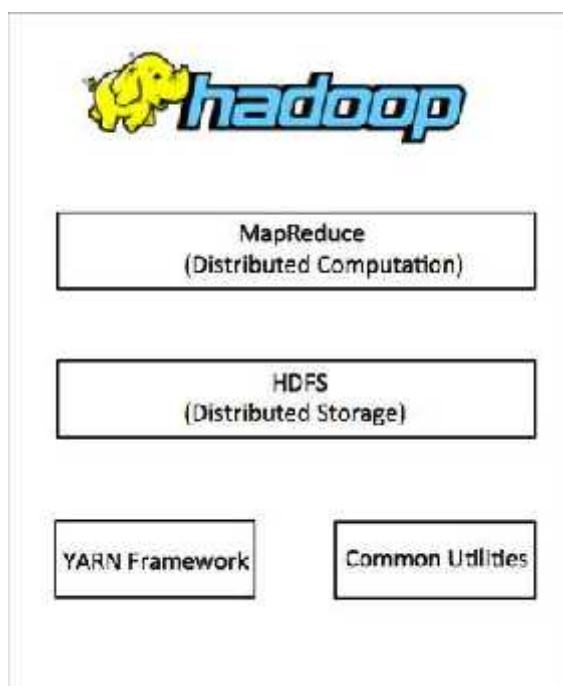 hadoop
MapReduce
(Distributed Computation)
HDFS
(Distributed Storage)
YARN Framework
Common Utilities